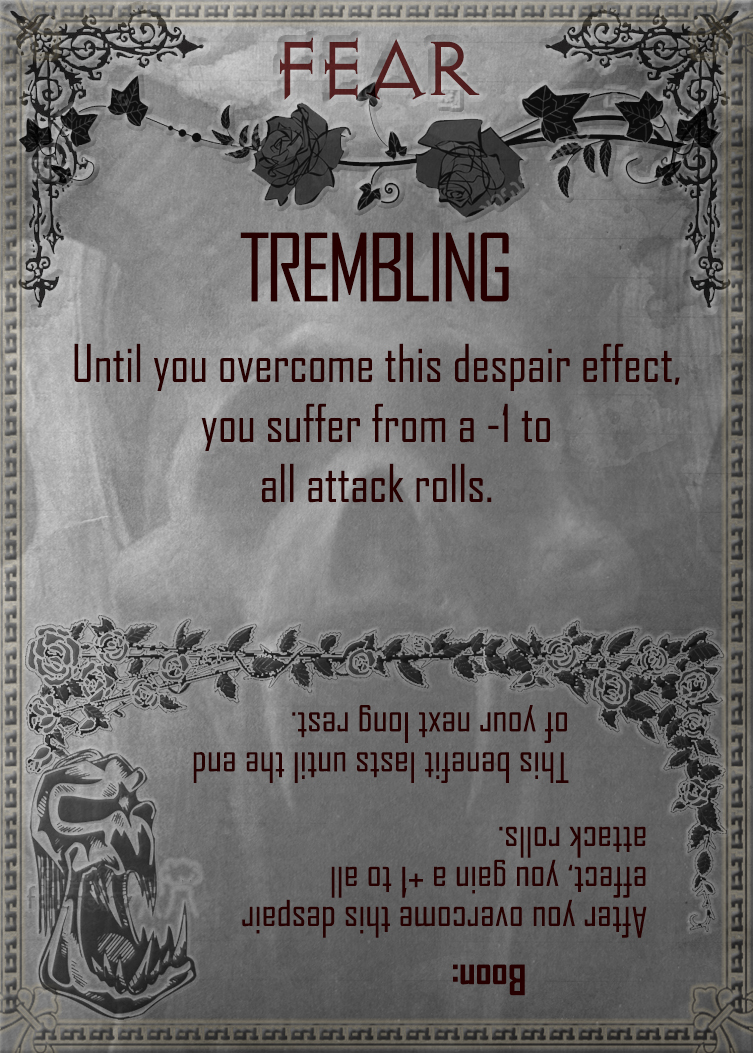 FEAR
TREMBLING
Until you overcome this despair effect,
you suffer from a -1 to
all attack rolls.
Boon:
After you overcome this despair
effect, you gain a +1 to all
attack rolls.
This benefit lasts until the end
of your next long rest.